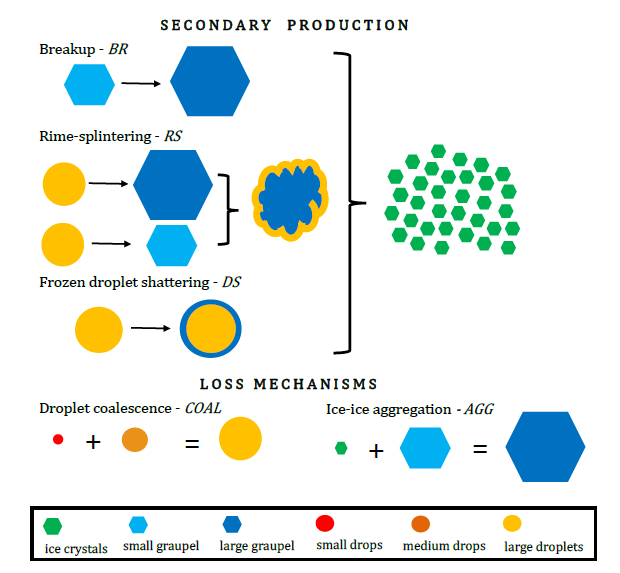 SECONDARY PRODUCTION
Breakup - BR
Rime-splintering - RS
Frozen droplet shattering - DS
LOSS MECHANISMS
Droplet coalescence - COAL
Ice-ice aggregation - AGG
+ =
+ =
ice crystals
small graupel
large graupel
small drops
medium drops
large droplets